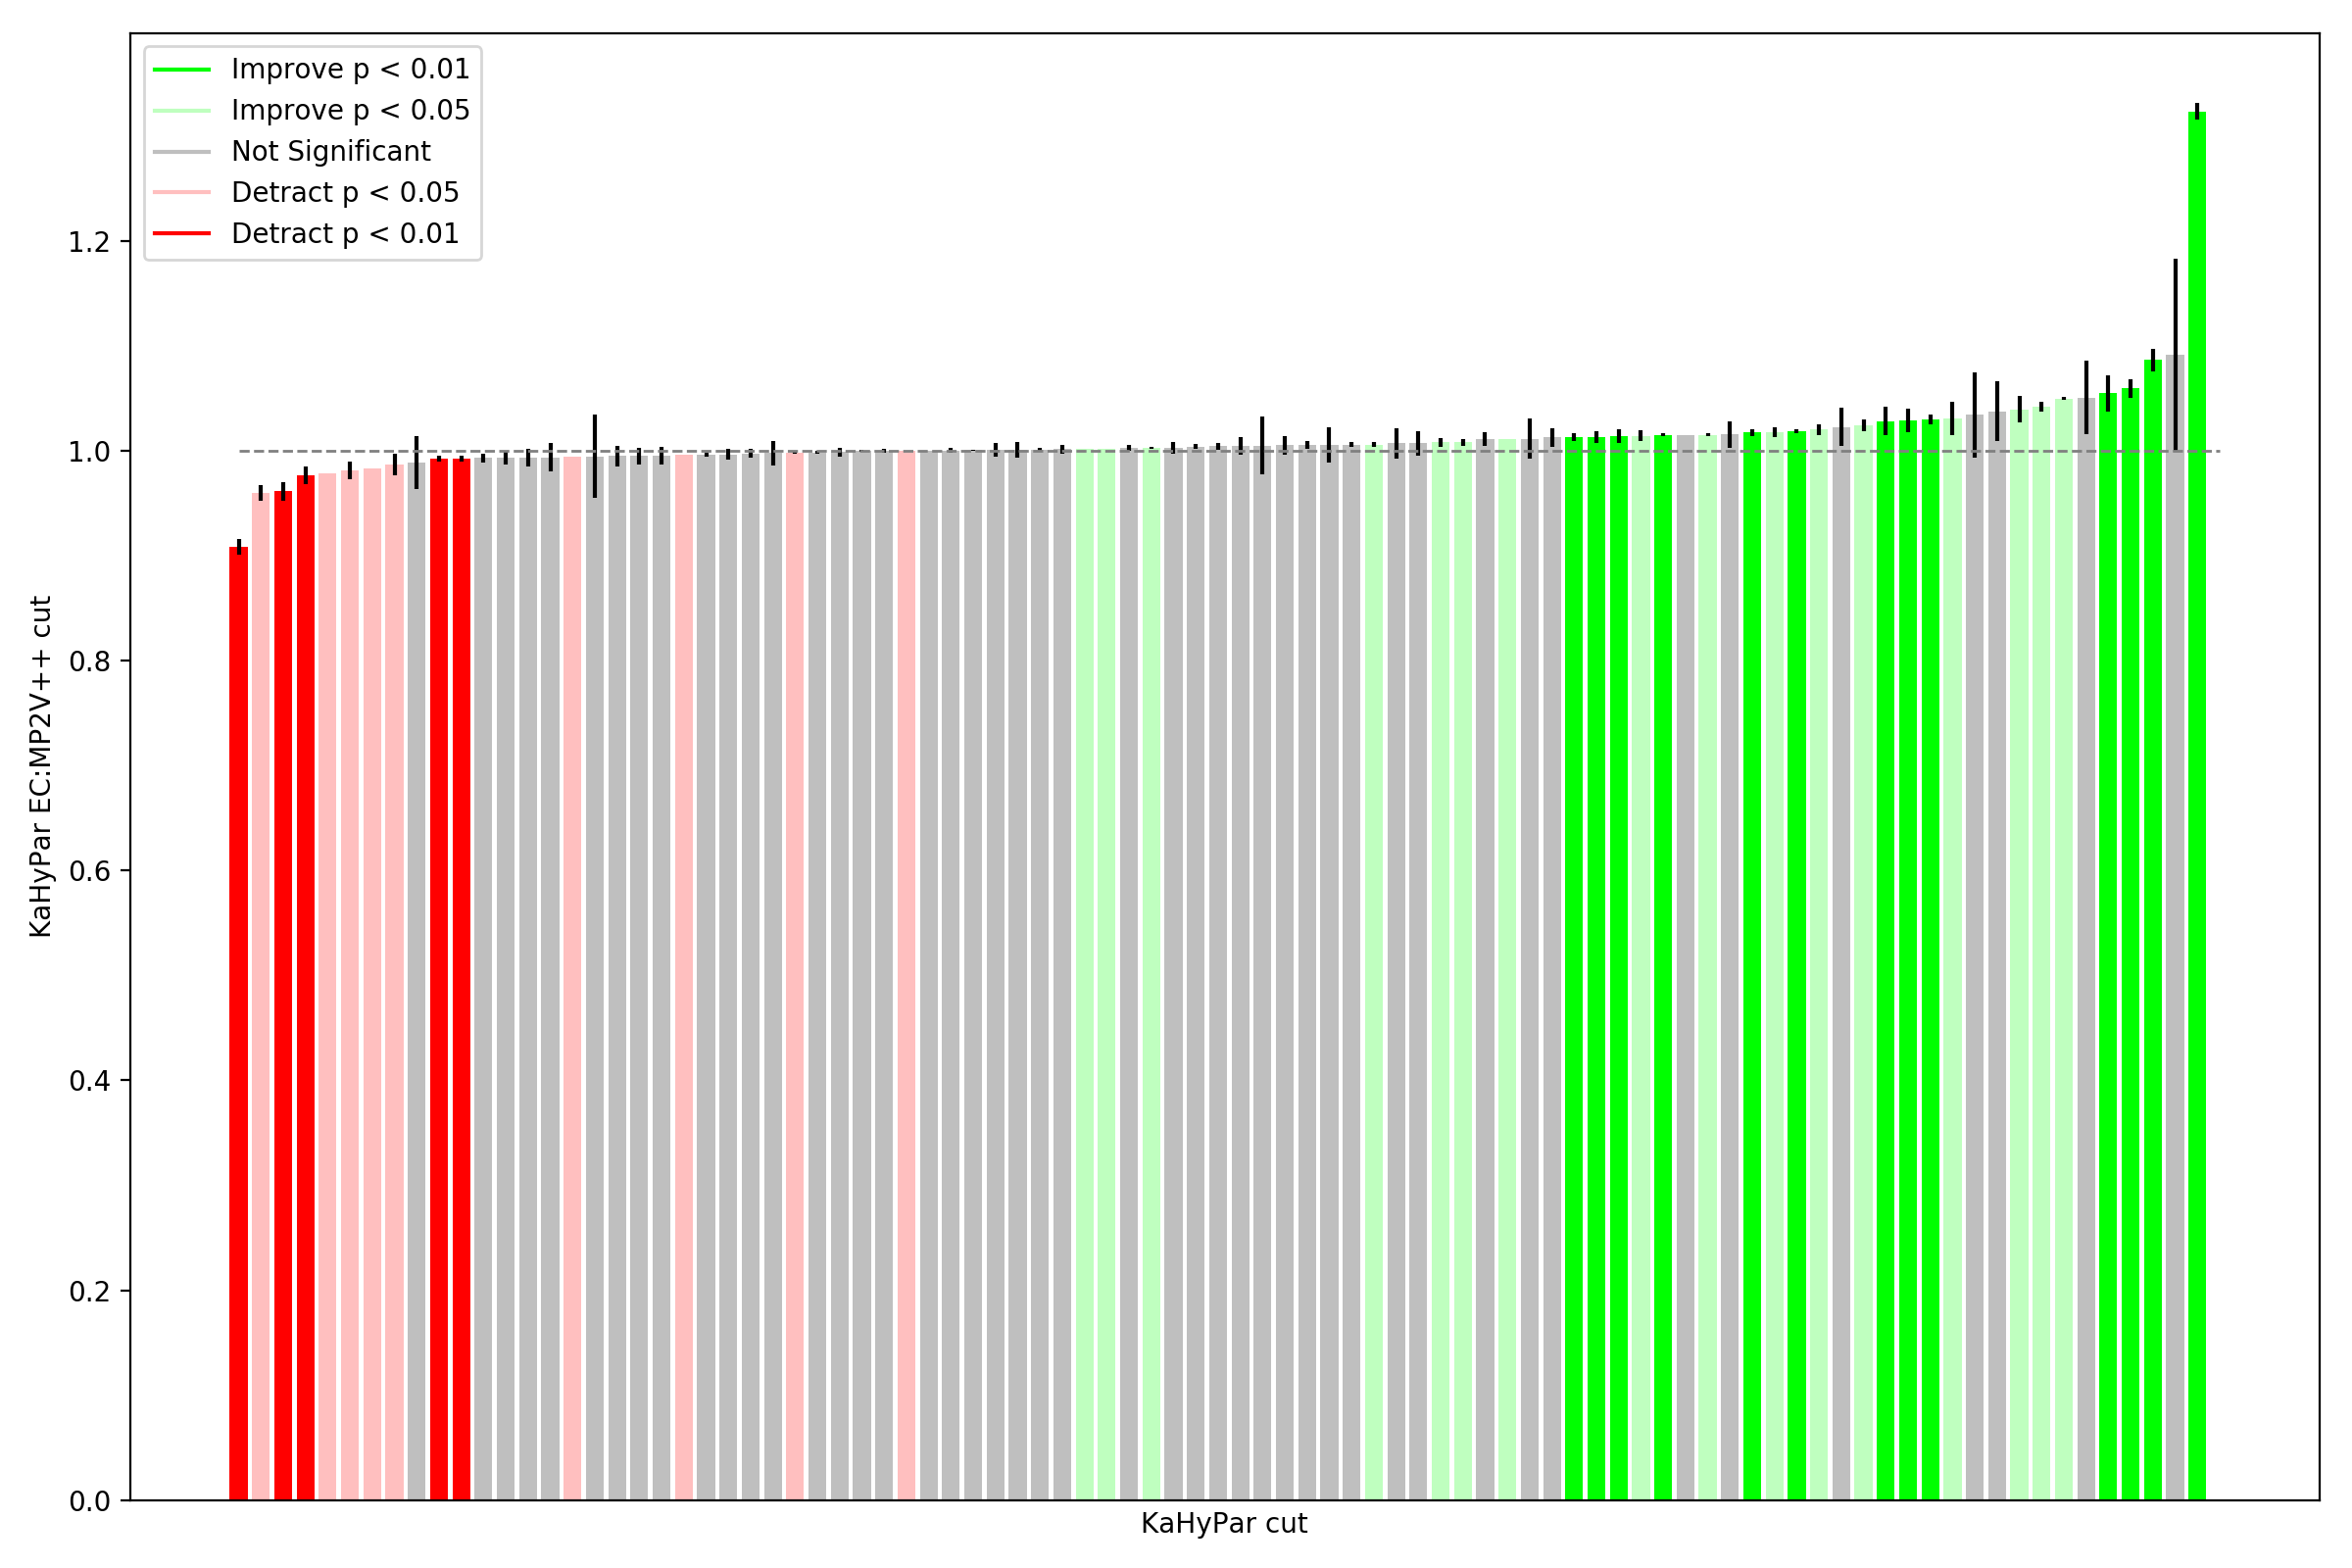 Improve p < 0.01
Improve p < 0.05
Not Significant
Detract p < 0.05
Detract p < 0.01
1.2
1.0
0.8
0.6
0.4
0.2
0.0
KaHyPar EC:MP2V++ cut
KaHyPar cut